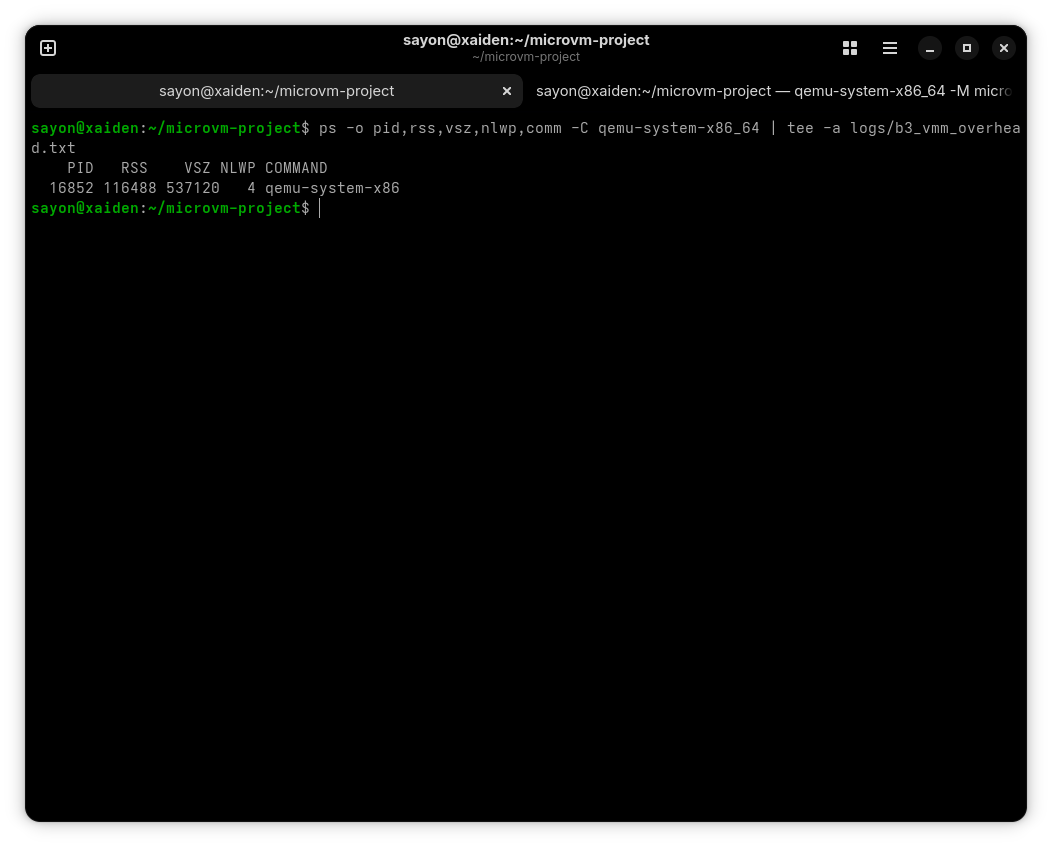 sayon@xaiden:~/microvm-project
~/microvm-project
sayon@xaiden:~/microvm-project
sayon@xaiden:~/microvm-project — qemu-system-x86_64 -M micro
sayon@xaiden:~/microvm-project$ ps -o pid,rss,vsz,nlwp,comm -C qemu-system-x86_64 | tee -a logs/b3_vmm_overhea
d.txt
    PID   RSS    VSZ NLWP COMMAND
  16852 116488 537120   4 qemu-system-x86
sayon@xaiden:~/microvm-project$